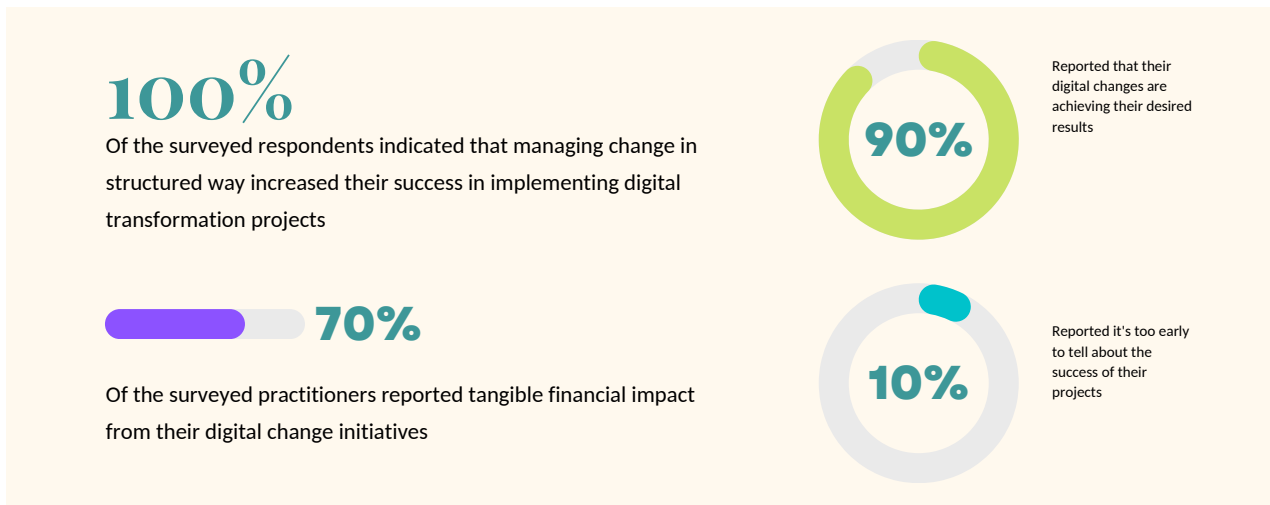 100%
Of the surveyed respondents indicated that managing change in
structured way increased their success in implementing digital
transformation projects
70%
Of the surveyed practitioners reported tangible financial impact
from their digital change initiatives
90%
Reported that their
digital changes are
achieving their desired
results
10%
Reported it's too early
to tell about the
success of their
projects